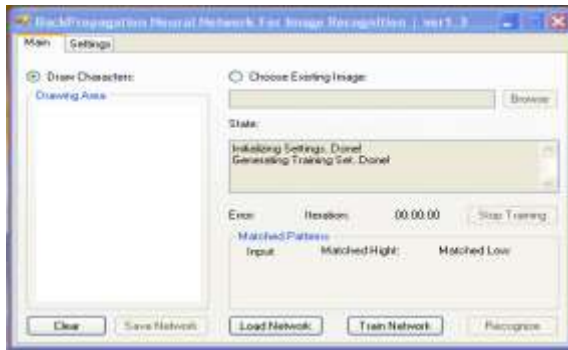 BackPropagation Neural Network For Image Recognition | ver1.3
Main Settings
Draw Characters:
Drawing Area
Choose Existing Image:
Browse
State:
Initializing Settings. Done!
Generating Training Set. Done!
Error: Iteration: 00:00:00 Stop Training
Matched Patterns
Input Matched Hight: Matched Low:
Clear Save Network Load Network Train Network Recognize